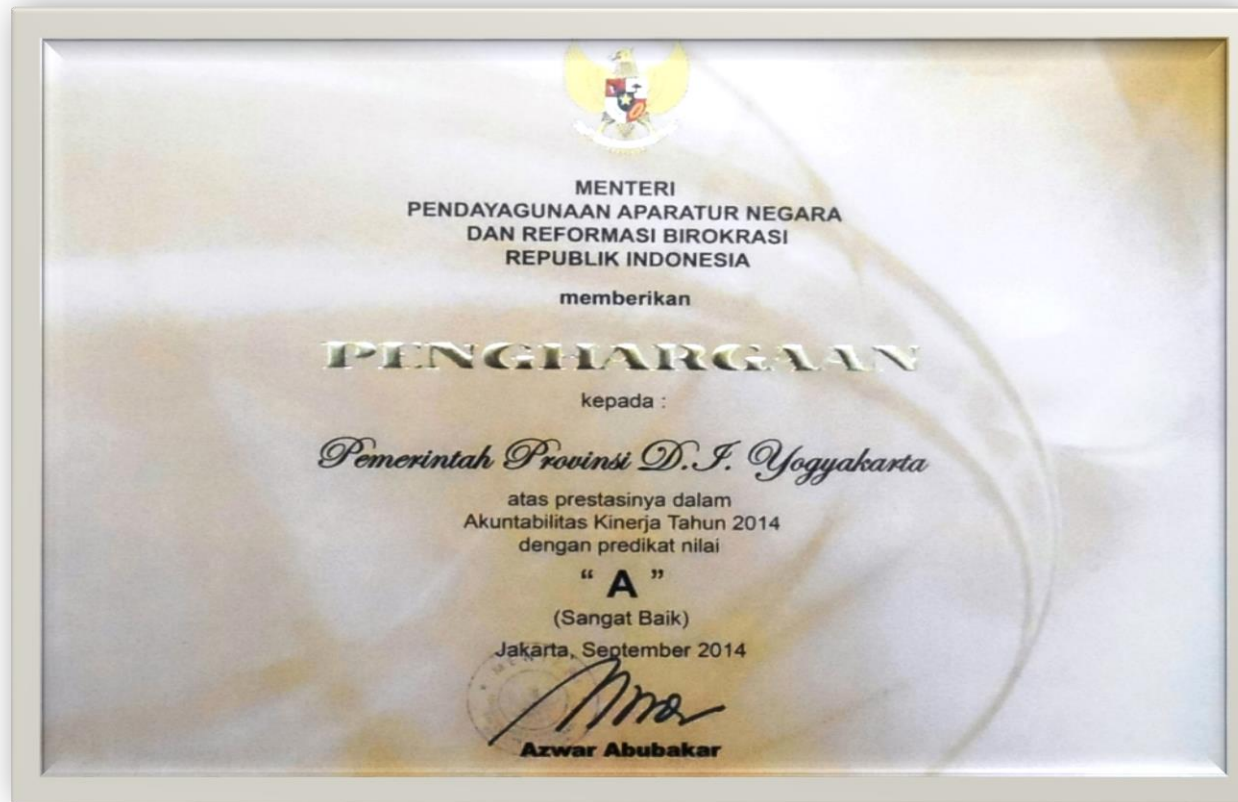 MENTERI
PENDAYAGUNAAN APARATUR NEGARA
DAN REFORMASI BIROKRASI
REPUBLIK INDONESIA
memberikan
PENGHARGAAN
kepada :
Pemerintah Provinsi D.I. Yogyakarta
atas prestasinya dalam
Akuntabilitas Kinerja Tahun 2014
dengan predikat nilai
“ A ”
(Sangat Baik)
Jakarta, September 2014
Azwar Abubakar